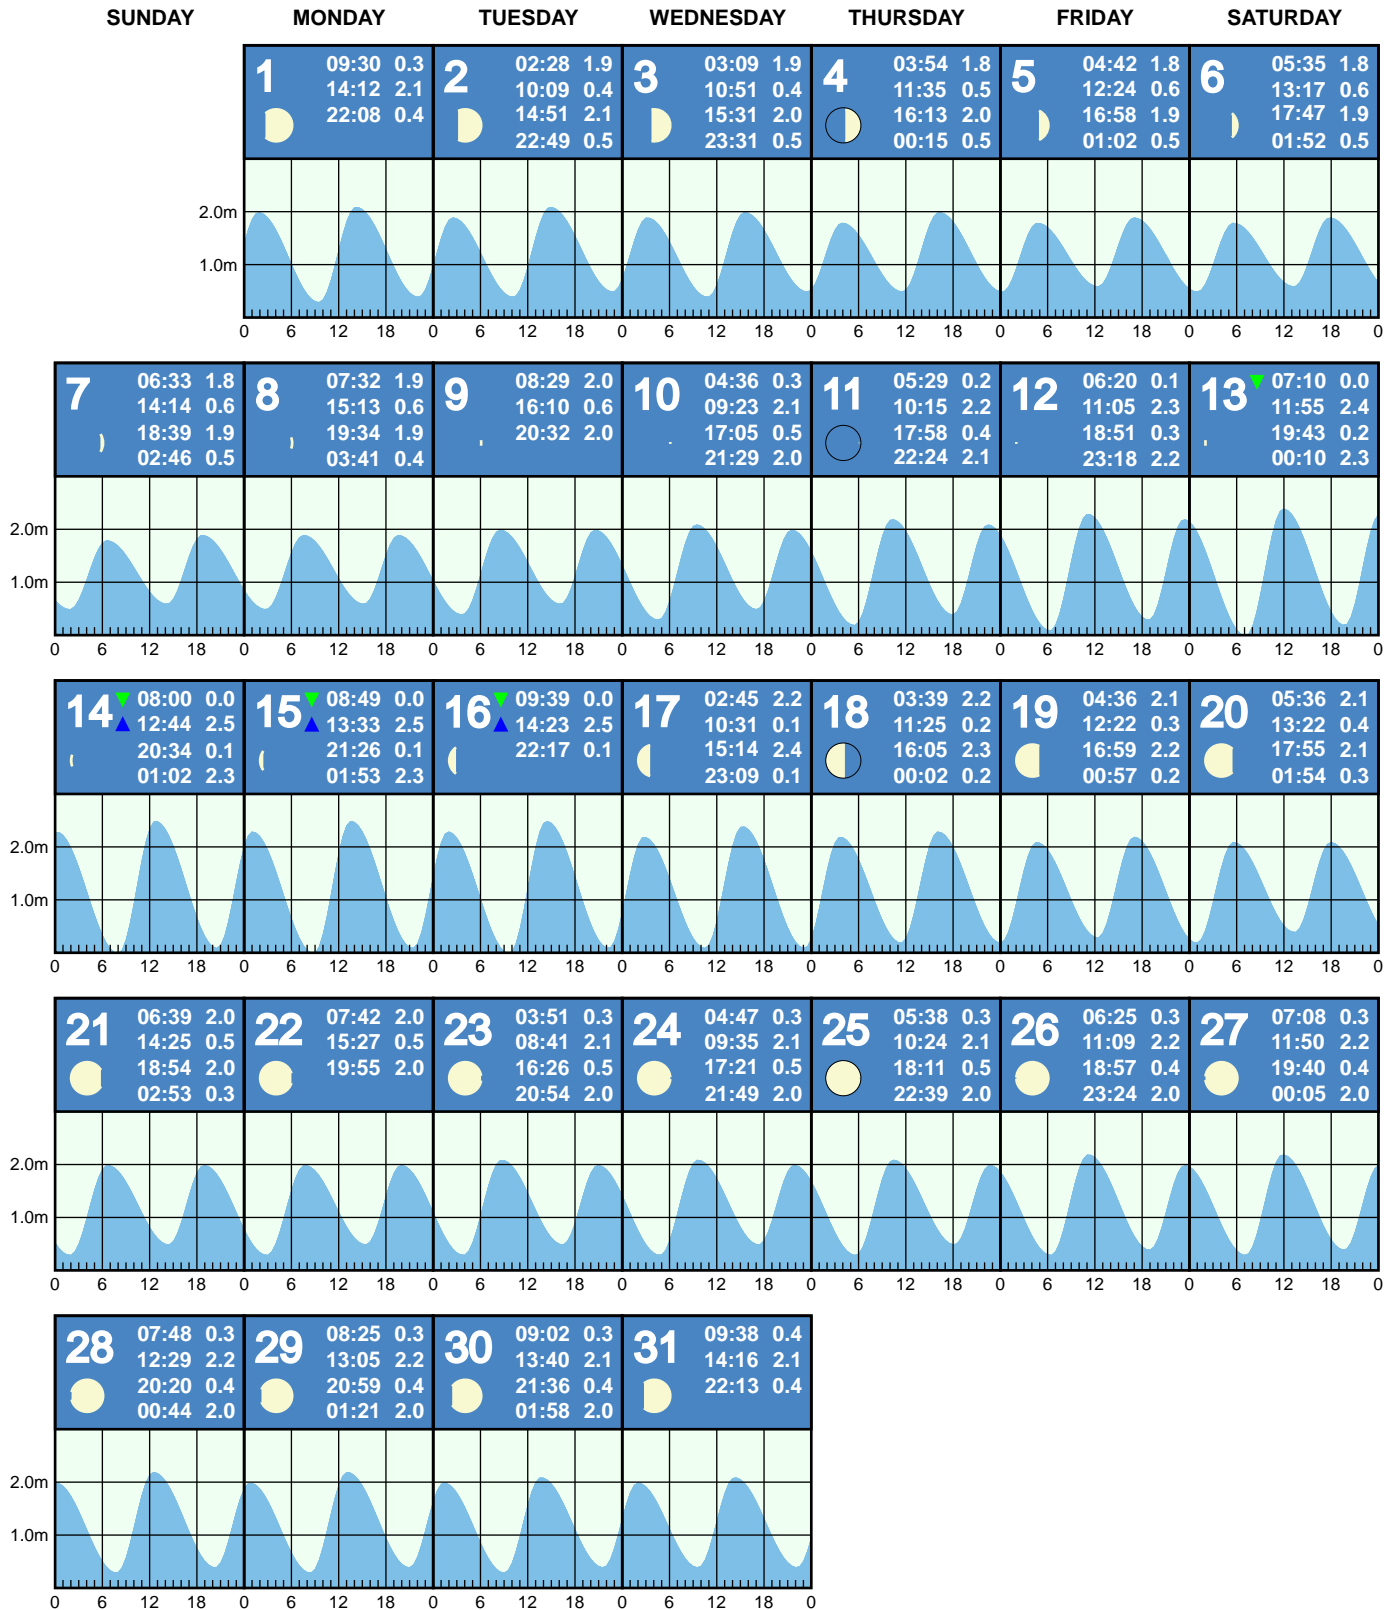 SUNDAY MONDAY TUESDAY WEDNESDAY THURSDAY FRIDAY SATURDAY
1 09:30 0.3
14:12 2.1
22:08 0.4
2 02:28 1.9
10:09 0.4
14:51 2.1
22:49 0.5
3 03:09 1.9
10:51 0.4
15:31 2.0
23:31 0.5
4 03:54 1.8
11:35 0.5
16:13 2.0
00:15 0.5
5 04:42 1.8
12:24 0.6
16:58 1.9
01:02 0.5
6 05:35 1.8
13:17 0.6
17:47 1.9
01:52 0.5
2.0m
1.0m
0 6 12 18 0 6 12 18 0 6 12 18 0 6 12 18 0 6 12 18 0 6 12 18 0
7 06:33 1.8
14:14 0.6
18:39 1.9
02:46 0.5
8 07:32 1.9
15:13 0.6
19:34 1.9
03:41 0.4
9 08:29 2.0
16:10 0.6
20:32 2.0
10 04:36 0.3
09:23 2.1
17:05 0.5
21:29 2.0
11 05:29 0.2
10:15 2.2
17:58 0.4
22:24 2.1
12 06:20 0.1
11:05 2.3
18:51 0.3
23:18 2.2
13 07:10 0.0
11:55 2.4
19:43 0.2
00:10 2.3
2.0m
1.0m
0 6 12 18 0 6 12 18 0 6 12 18 0 6 12 18 0 6 12 18 0 6 12 18 0 6 12 18 0
14 08:00 0.0
12:44 2.5
20:34 0.1
01:02 2.3
15 08:49 0.0
13:33 2.5
21:26 0.1
01:53 2.3
16 09:39 0.0
14:23 2.5
22:17 0.1
17 02:45 2.2
10:31 0.1
15:14 2.4
23:09 0.1
18 03:39 2.2
11:25 0.2
16:05 2.3
00:02 0.2
19 04:36 2.1
12:22 0.3
16:59 2.2
00:57 0.2
20 05:36 2.1
13:22 0.4
17:55 2.1
01:54 0.3
2.0m
1.0m
0 6 12 18 0 6 12 18 0 6 12 18 0 6 12 18 0 6 12 18 0 6 12 18 0 6 12 18 0
21 06:39 2.0
14:25 0.5
18:54 2.0
02:53 0.3
22 07:42 2.0
15:27 0.5
19:55 2.0
23 03:51 0.3
08:41 2.1
16:26 0.5
20:54 2.0
24 04:47 0.3
09:35 2.1
17:21 0.5
21:49 2.0
25 05:38 0.3
10:24 2.1
18:11 0.5
22:39 2.0
26 06:25 0.3
11:09 2.2
18:57 0.4
23:24 2.0
27 07:08 0.3
11:50 2.2
19:40 0.4
00:05 2.0
2.0m
1.0m
0 6 12 18 0 6 12 18 0 6 12 18 0 6 12 18 0 6 12 18 0 6 12 18 0 6 12 18 0
28 07:48 0.3
12:29 2.2
20:20 0.4
00:44 2.0
29 08:25 0.3
13:05 2.2
20:59 0.4
01:21 2.0
30 09:02 0.3
13:40 2.1
21:36 0.4
01:58 2.0
31 09:38 0.4
14:16 2.1
22:13 0.4
2.0m
1.0m
0 6 12 18 0 6 12 18 0 6 12 18 0 6 12 18 0